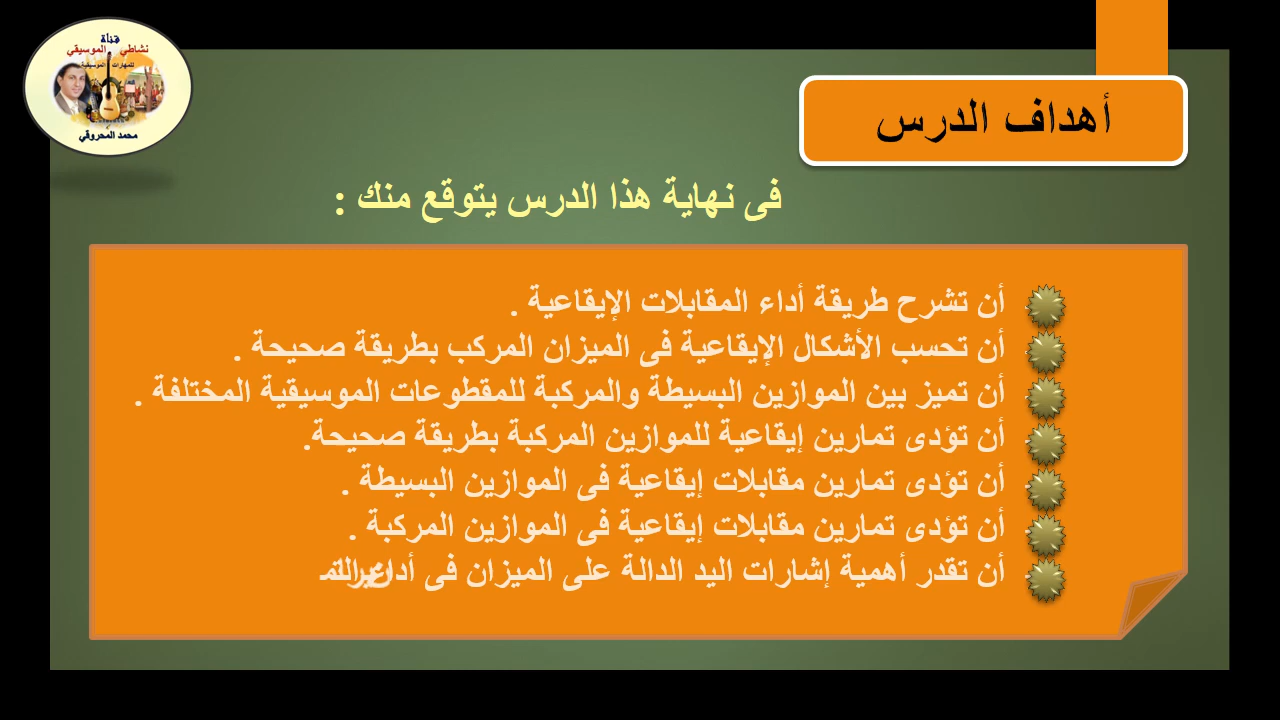 قناة
نشاطي الموسيقي
للمهارات الموسيقية
محمد المحروقي
أهداف الدرس
فى نهاية هذا الدرس يتوقع منك :
أن تشرح طريقة أداء المقابلات الإيقاعية .
أن تحسب الأشكال الإيقاعية فى الميزان المركب بطريقة صحيحة .
أن تميز بين الموازين البسيطة والمركبة للمقطوعات الموسيقية المختلفة .
أن تؤدى تمارين إيقاعية للموازين المركبة بطريقة صحيحة.
أن تؤدى تمارين مقابلات إيقاعية فى الموازين البسيطة .
أن تؤدى تمارين مقابلات إيقاعية فى الموازين المركبة .
أن تقدر أهمية إشارات اليد الدالة على الميزان فى